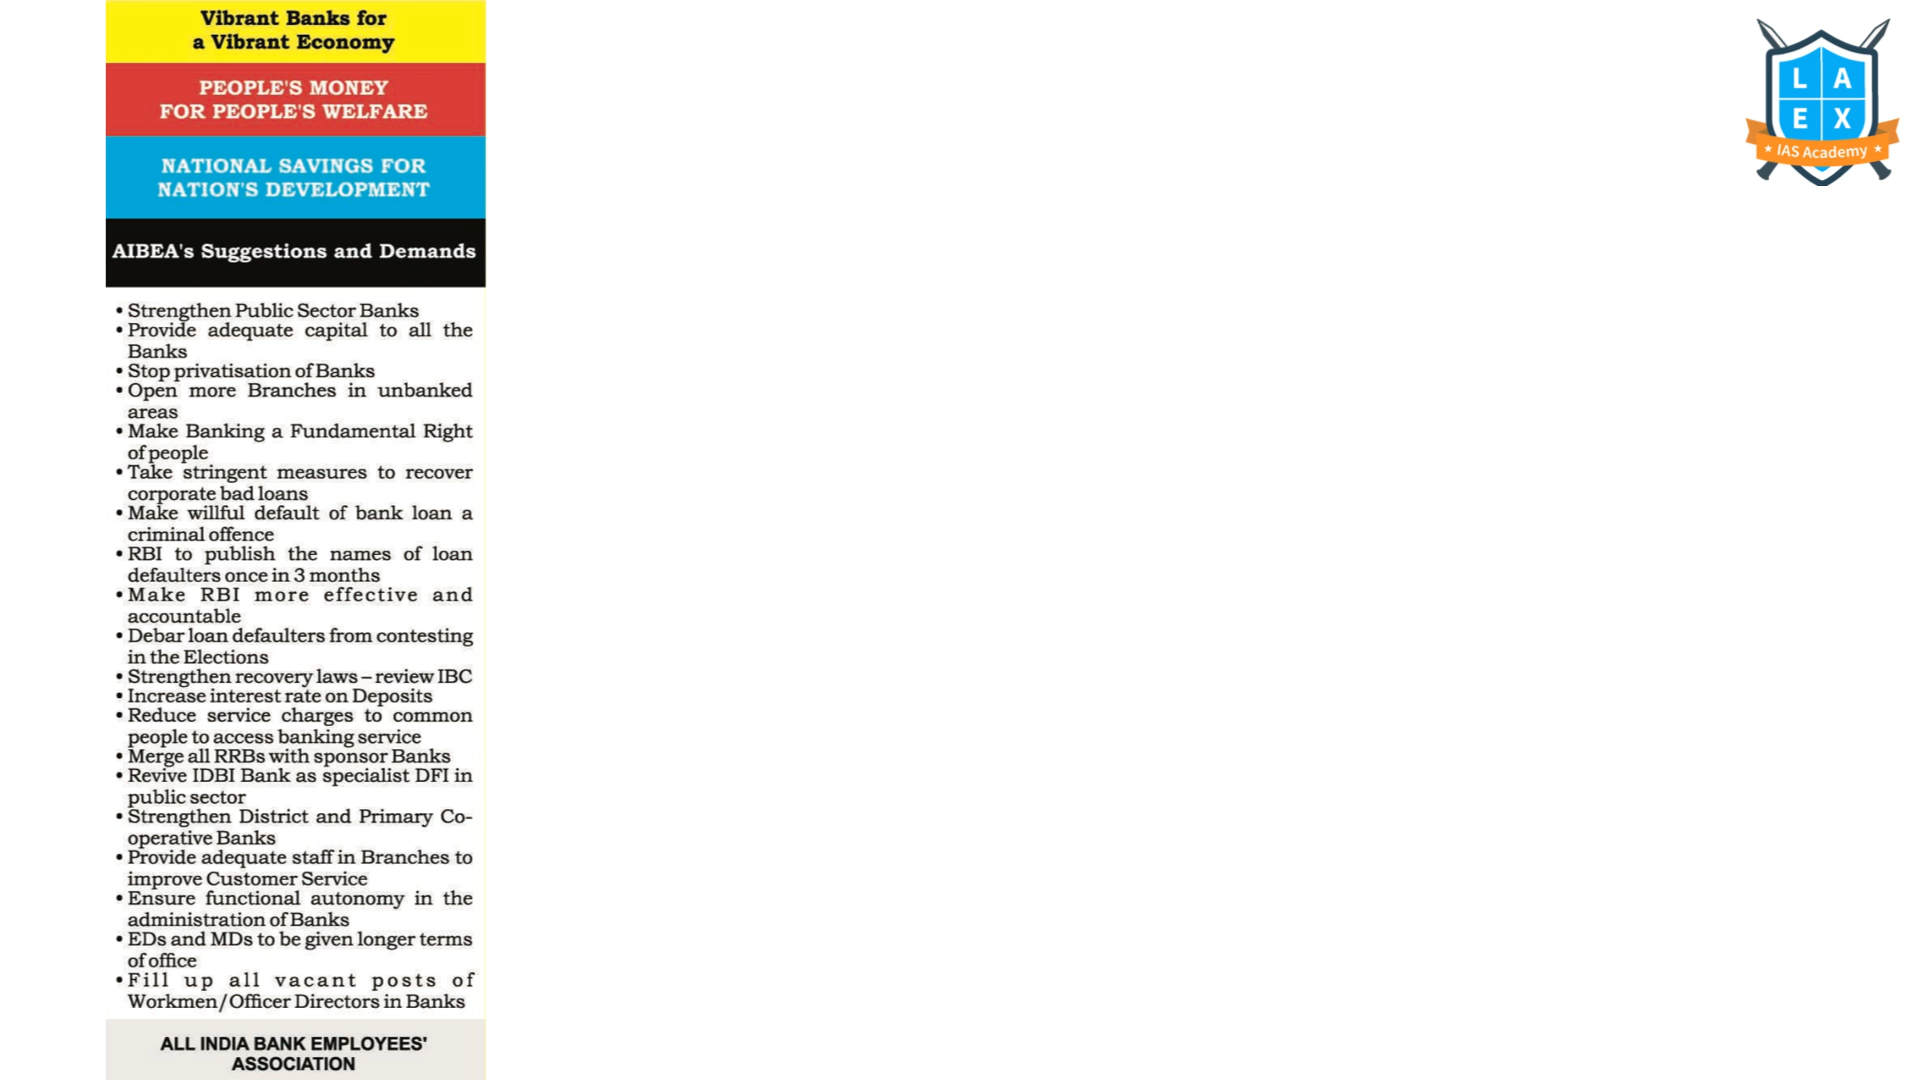 Vibrant Banks for
a Vibrant Economy
PEOPLE'S MONEY
FOR PEOPLE'S WELFARE
NATIONAL SAVINGS FOR
NATION'S DEVELOPMENT
AIBEA's Suggestions and Demands
• Strengthen Public Sector Banks
• Provide adequate capital to all the
Banks
• Stop privatisation of Banks
• Open more Branches in unbanked
areas
• Make Banking a Fundamental Right
of people
• Take stringent measures to recover
corporate bad loans
• Make willful default of bank loan a
criminal offence
• RBI to publish the names of loan
defaulters once in 3 months
• Make RBI more effective and
accountable
• Debar loan defaulters from contesting
in the Elections
• Strengthen recovery laws – review IBC
• Increase interest rate on Deposits
• Reduce service charges to common
people to access banking service
• Merge all RRBs with sponsor Banks
• Revive IDBI Bank as specialist DFI in
public sector
• Strengthen District and Primary Co-
operative Banks
• Provide adequate staff in Branches to
improve Customer Service
• Ensure functional autonomy in the
administration of Banks
• EDs and MDs to be given longer terms
of office
• Fill up all vacant posts of
Workmen/Officer Directors in Banks
ALL INDIA BANK EMPLOYEES'
ASSOCIATION
L A
E X
IAS Academy